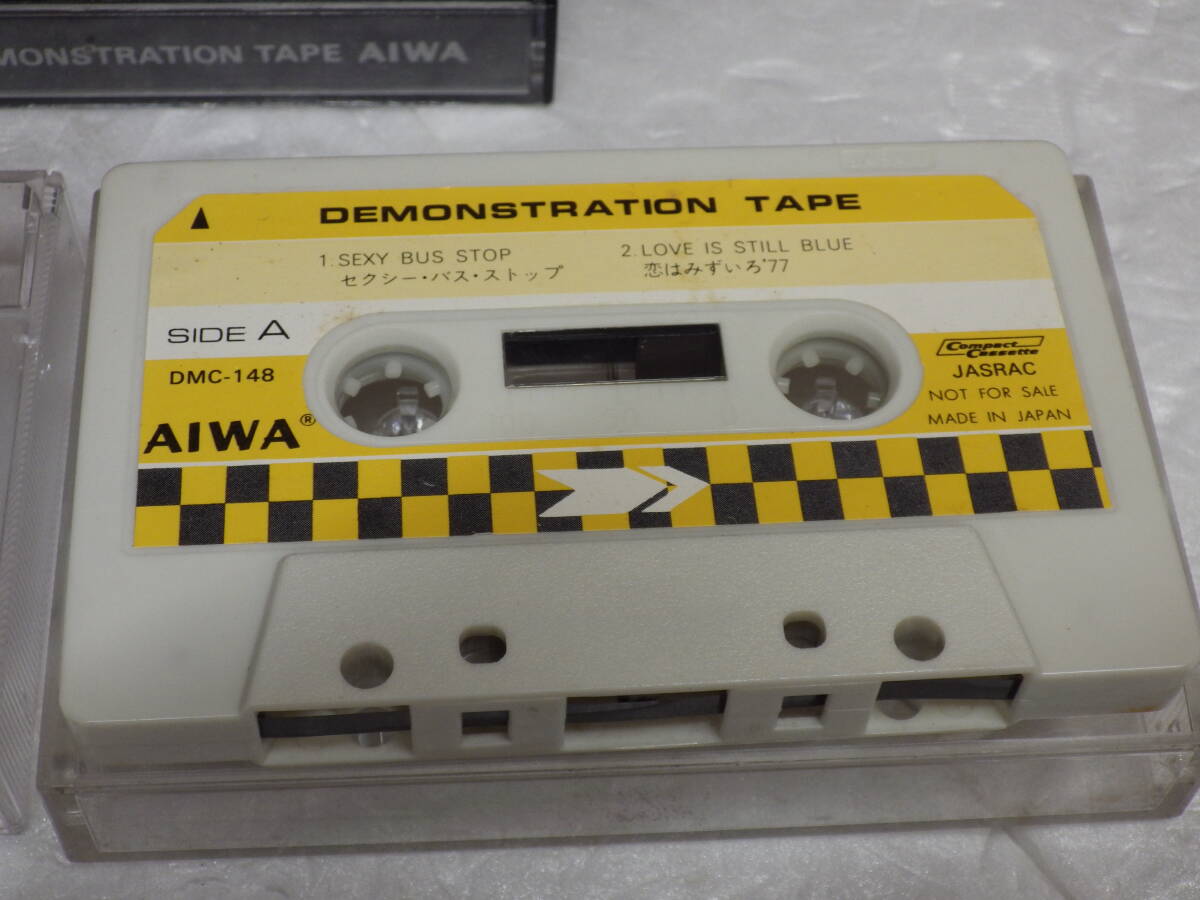 MONSTRATION TAPE AIWA
DEMONSTRATION TAPE
1. SEXY BUS STOP
セクシー・バス・ストップ
2. LOVE IS STILL BLUE
恋はみずいろ'77
SIDE A
DMC-148
AIWA®
Compact
Cassette
JASRAC
NOT FOR SALE
MADE IN JAPAN